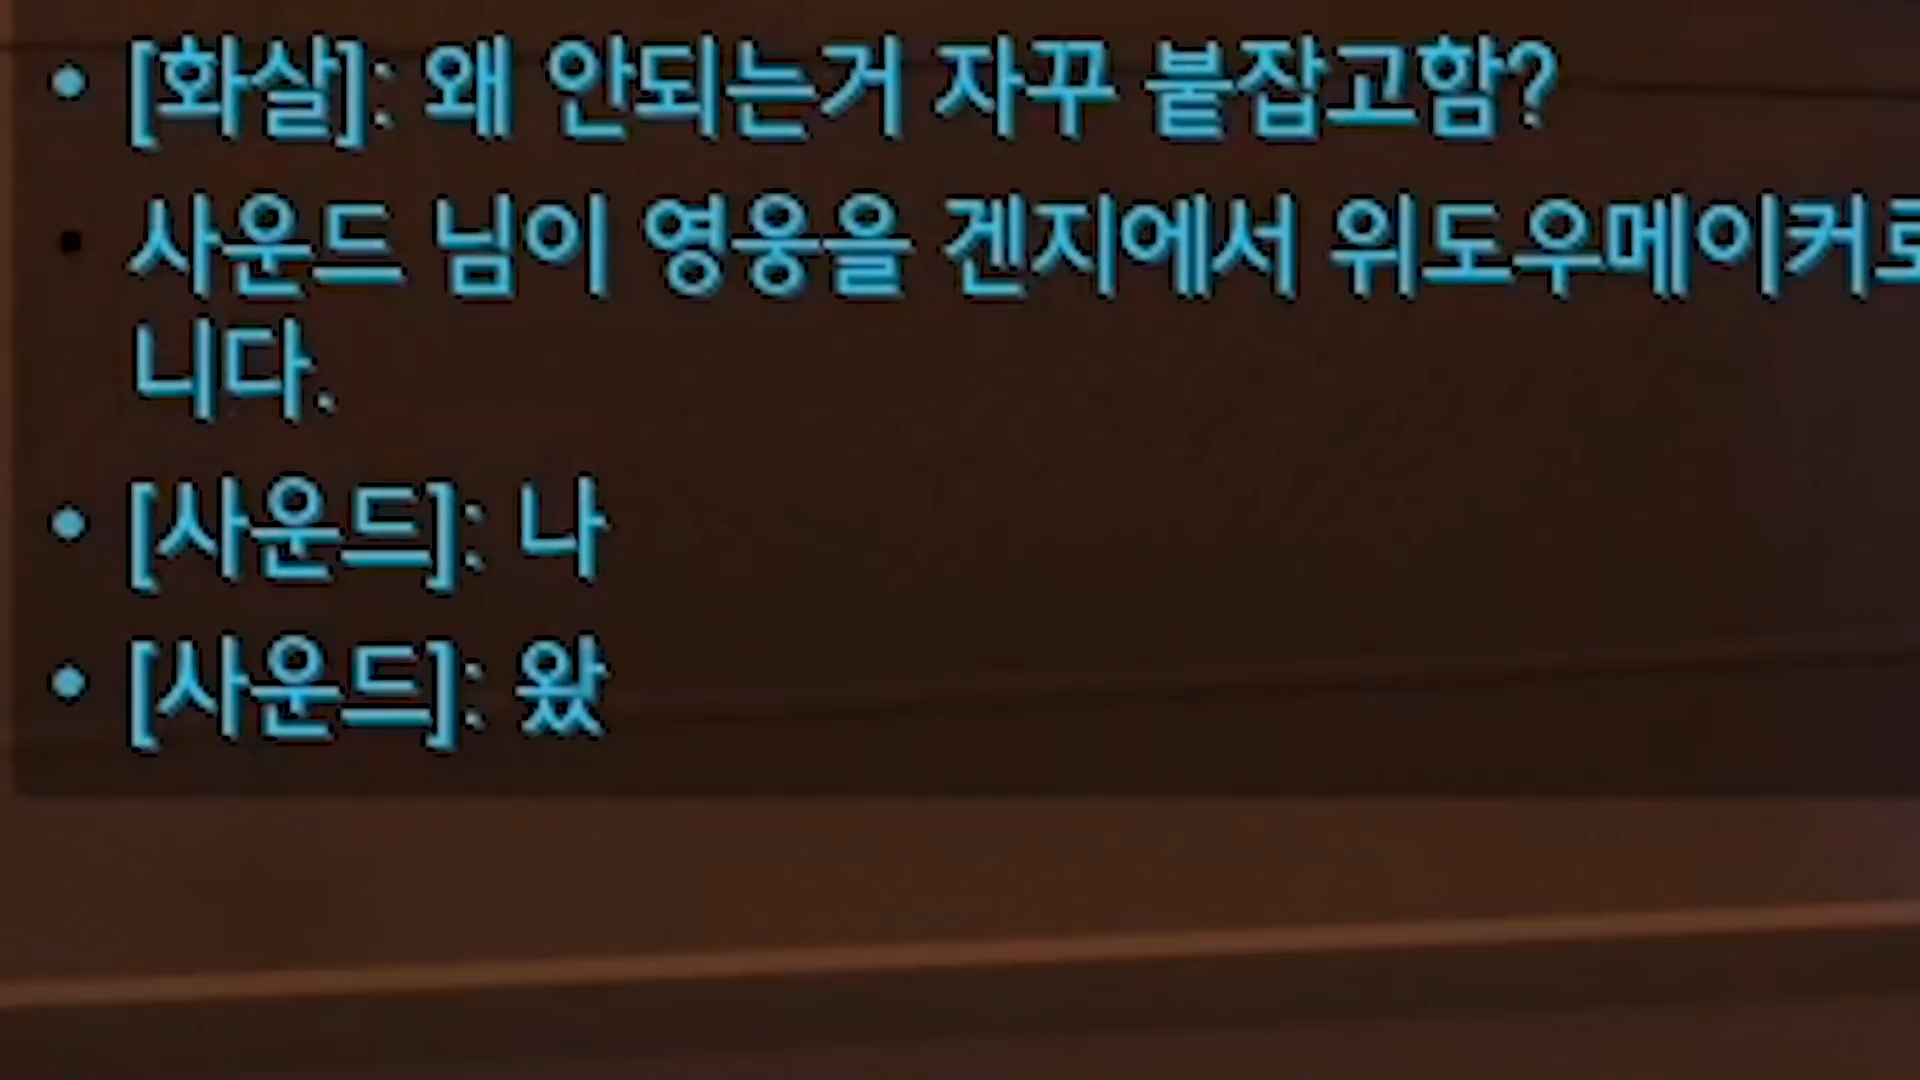 [화살]: 왜 안되는거 자꾸 붙잡고함?
사운드 님이 영웅을 겐지에서 위도우메이커로
니다.
[사운드]: 나
[사운드]: 왔